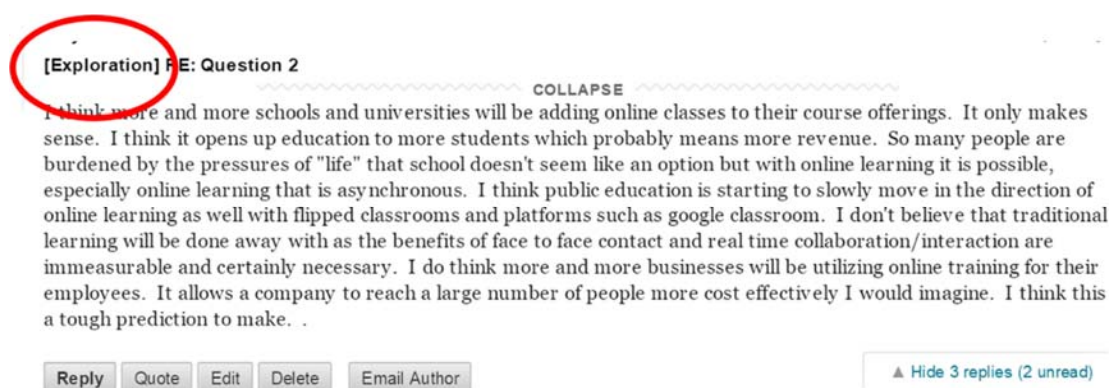 [Exploration] RE: Question 2
COLLAPSE
I think more and more schools and universities will be adding online classes to their course offerings. It only makes
sense. I think it opens up education to more students which probably means more revenue. So many people are
burdened by the pressures of "life" that school doesn't seem like an option but with online learning it is possible,
especially online learning that is asynchronous. I think public education is starting to slowly move in the direction of
online learning as well with flipped classrooms and platforms such as google classroom. I don't believe that traditional
learning will be done away with as the benefits of face to face contact and real time collaboration/interaction are
immeasurable and certainly necessary. I do think more and more businesses will be utilizing online training for their
employees. It allows a company to reach a large number of people more cost effectively I would imagine. I think this
a tough prediction to make. .
Reply Quote Edit Delete Email Author ▲ Hide 3 replies (2 unread)